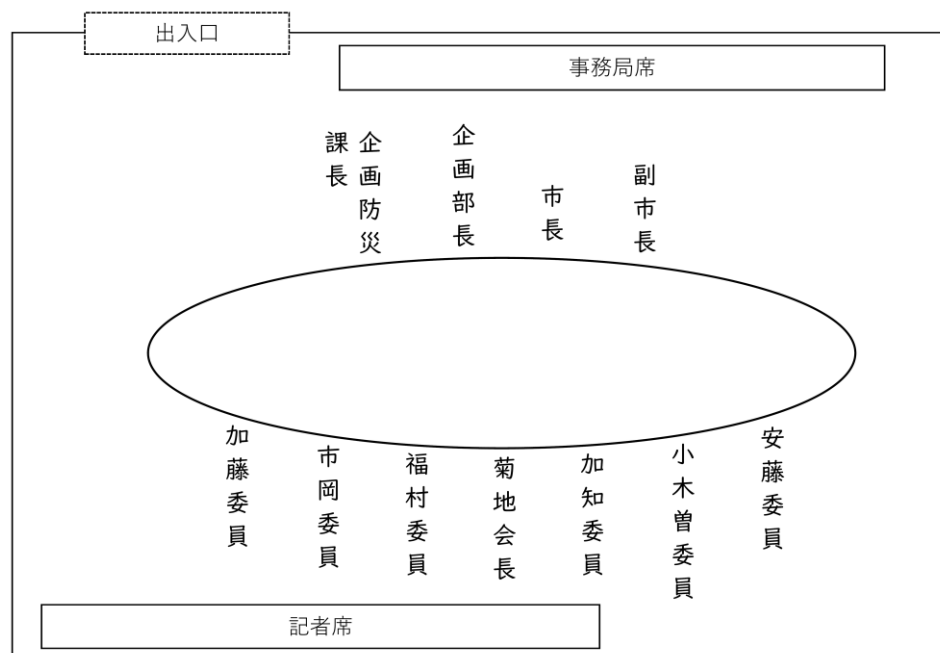 出入口
事務局席
企画防災
課長
企画部長
市長
副市長
加藤委員
市岡委員
福村委員
菊地会長
加知委員
小木曽委員
安藤委員
記者席